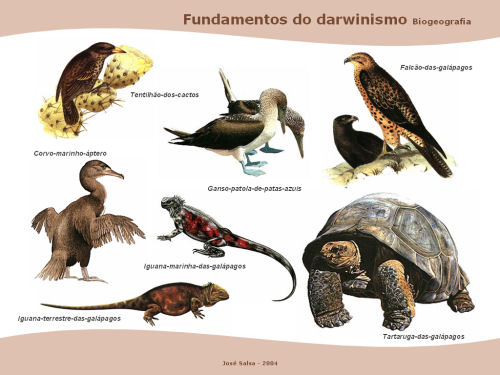 Fundamentos do darwinismo Biogeografia
Falcão-das-galápagos
Tentilhão-dos-cactos
Corvo-marinho-áptero
Ganso-patola-de-patas-azuis
Iguana-marinha-das-galápagos
Iguana-terrestre-das-galápagos
Tartaruga-das-galápagos
José Salsa - 2004